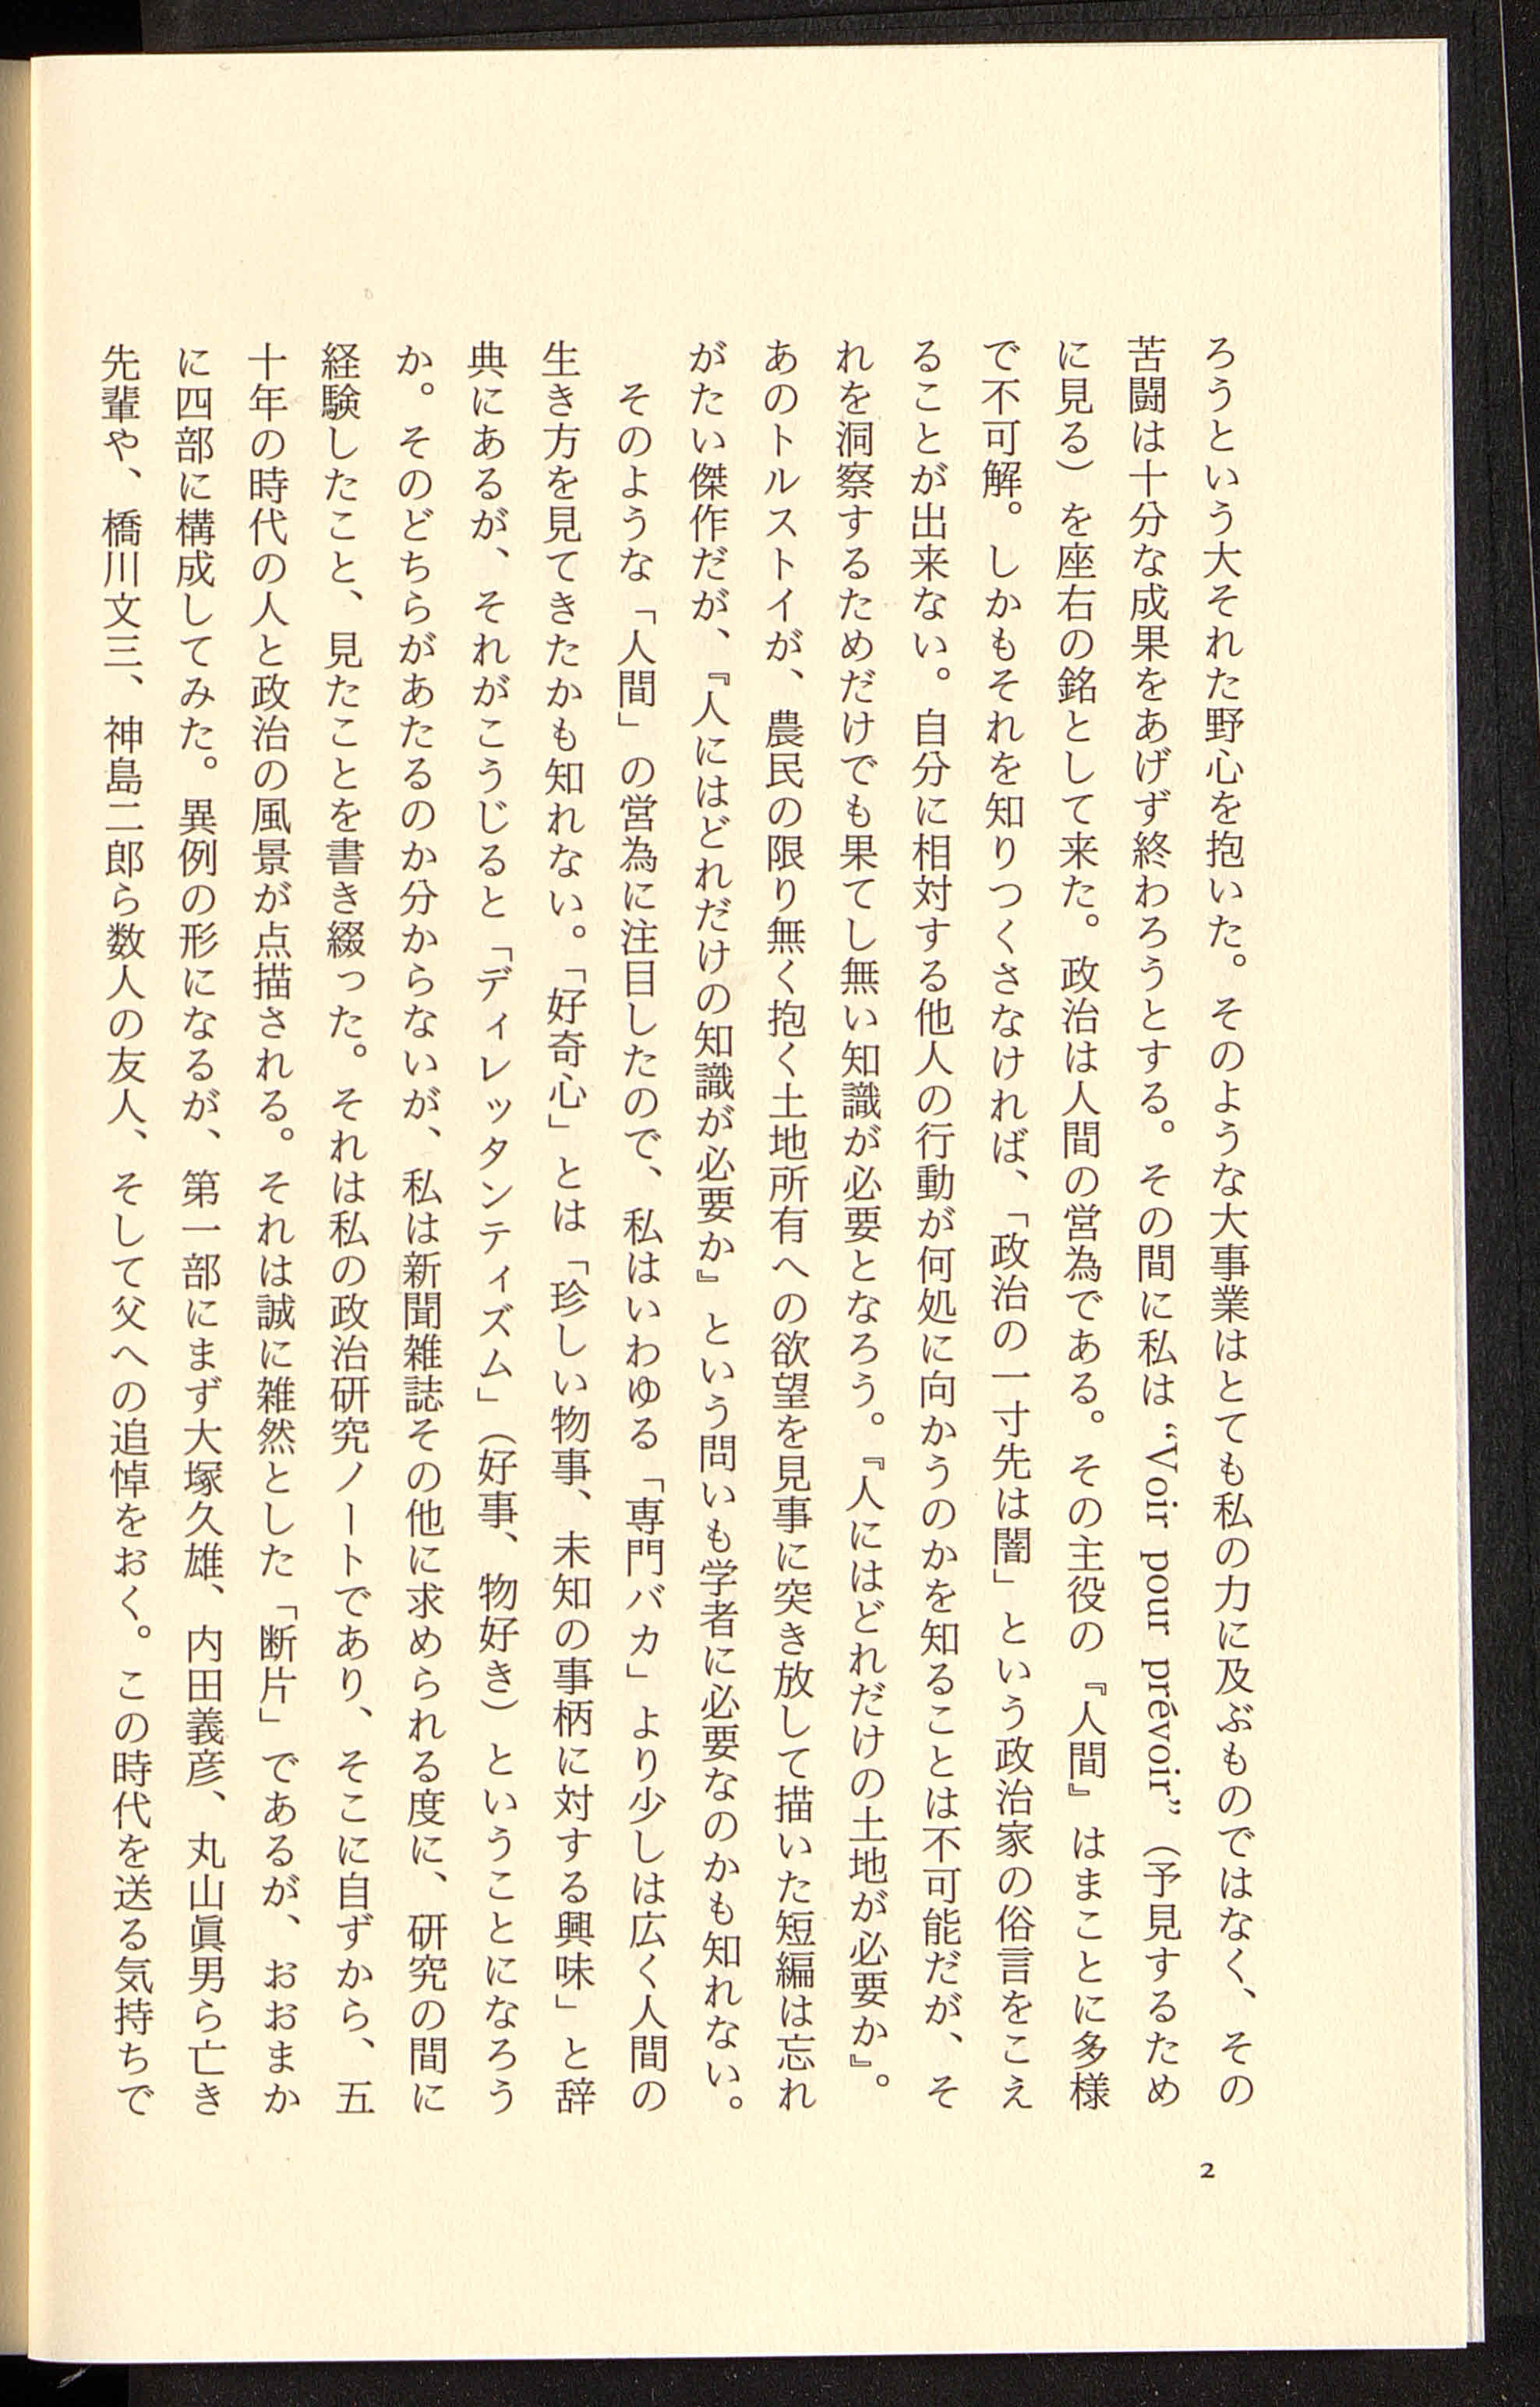 ろうという大それた野心を抱いた。そのような大事業はとても私の力に及ぶものではなく、その
苦闘は十分な成果をあげず終わろうとする。その間に私は“Voir pour prévoir”（予見するため
に見る）を座右の銘として来た。政治は人間の営為である。その主役の『人間』はまことに多様
で不可解。しかもそれを知りつくさなければ、「政治の一寸先は闇」という政治家の俗言をこえ
ることが出来ない。自分に相対する他人の行動が何処に向かうのかを知ることは不可能だが、そ
れを洞察するためだけでも果てし無い知識が必要となろう。『人にはどれだけの土地が必要か』。
あのトルストイが、農民の限り無く抱く土地所有への欲望を見事に突き放して描いた短編は忘れ
がたい傑作だが、『人にはどれだけの知識が必要か』という問いも学者に必要なのかも知れない。
　そのような「人間」の営為に注目したので、私はいわゆる「専門バカ」より少しは広く人間の
生き方を見てきたかも知れない。「好奇心」とは「珍しい物事、未知の事柄に対する興味」と辞
典にあるが、それがこうじると「ディレッタンティズム」（好事、物好き）ということになろう
か。そのどちらがあたるのか分からないが、私は新聞雑誌その他に求められる度に、研究の間に
経験したこと、見たことを書き綴った。それは私の政治研究ノートであり、そこに自ずから、五
十年の時代の人と政治の風景が点描される。それは誠に雑然とした「断片」であるが、おおまか
に四部に構成してみた。異例の形になるが、第一部にまず大塚久雄、内田義彦、丸山眞男ら亡き
先輩や、橋川文三、神島二郎ら数人の友人、そして父への追悼をおく。この時代を送る気持ちで
2